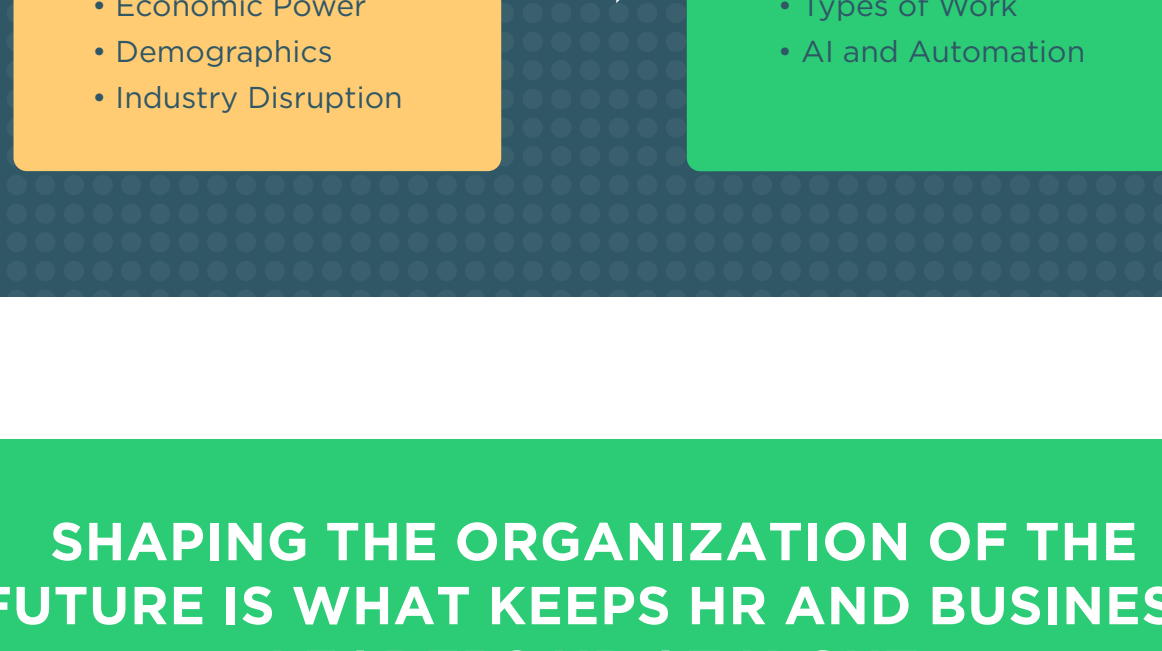 • Economic Power
• Demographics
• Industry Disruption
• Types of Work
• AI and Automation
SHAPING THE ORGANIZATION OF THE
FUTURE IS WHAT KEEPS HR AND BUSINES